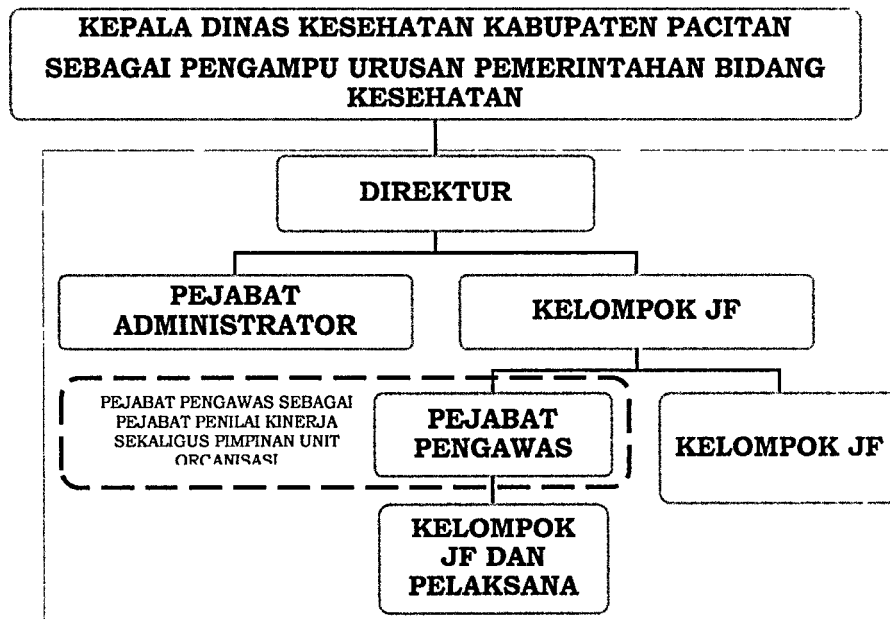 KEPALA DINAS KESEHATAN KABUPATEN PACITAN
SEBAGAI PENGAMPU URUSAN PEMERINTAHAN BIDANG
KESEHATAN
DIREKTUR
PEJABAT
ADMINISTRATOR
KELOMPOK JF
PEJABAT PENGAWAS SEBAGAI
PEJABAT PENILAI KINERJA
SEKALIGUS PIMPINAN UNIT
ORGANISASI
PEJABAT
PENGAWAS
KELOMPOK JF
KELOMPOK
JF DAN
PELAKSANA